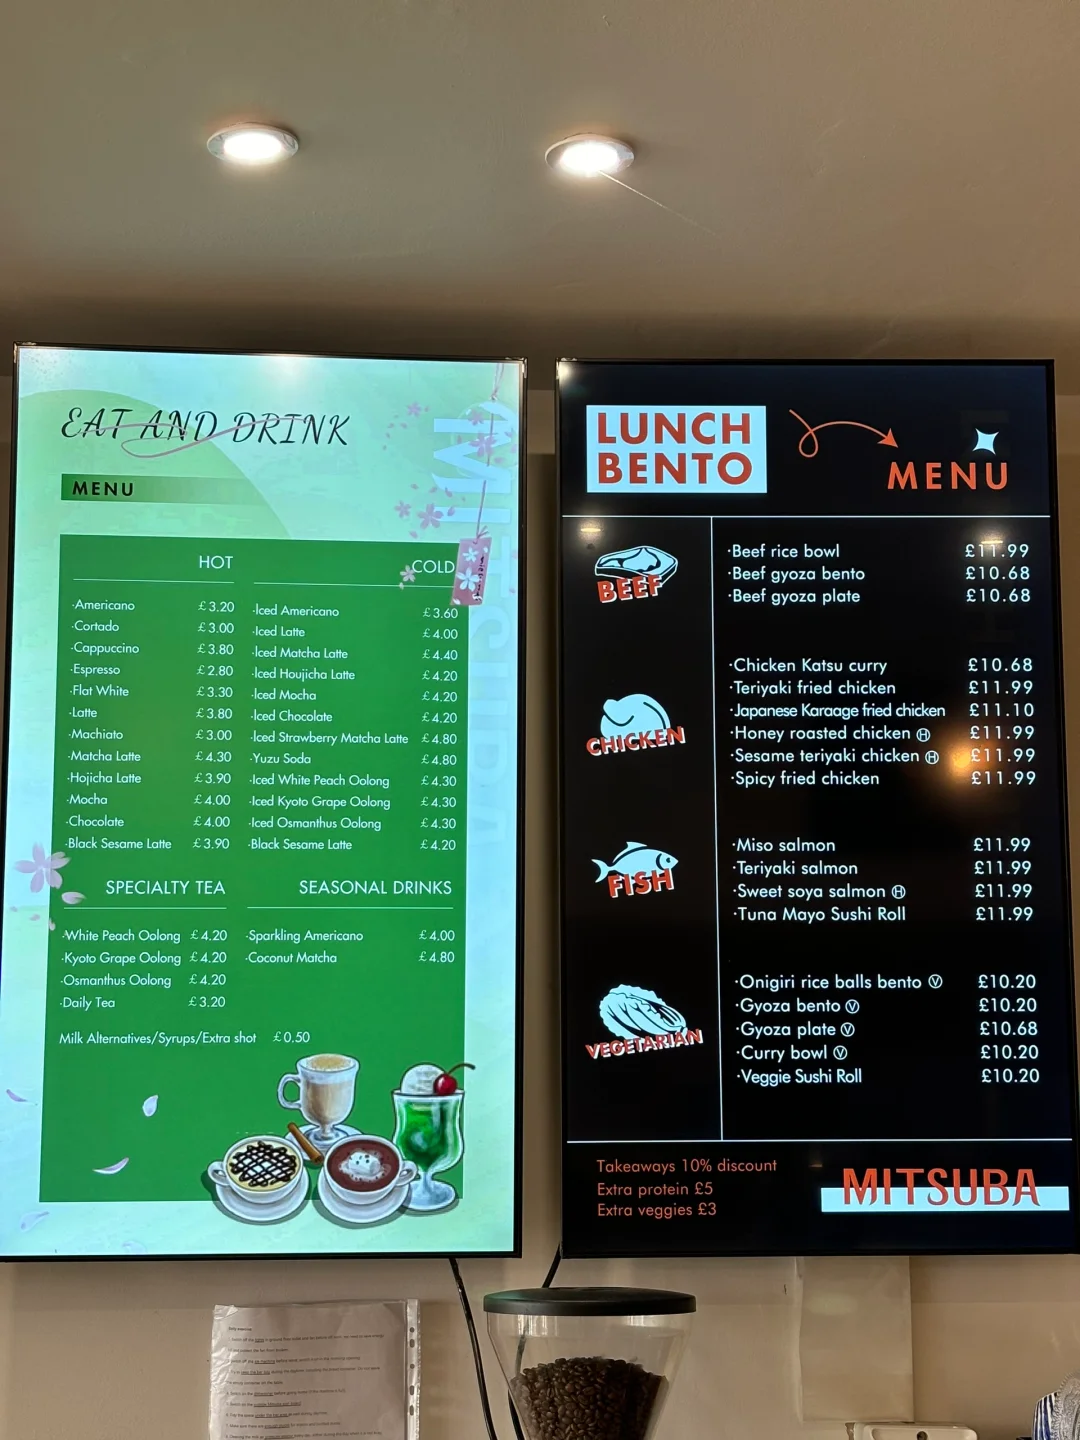 EAT AND DRINK
MENU
HOT
·Americano £3.20
·Cortado £3.00
·Cappuccino £3.80
·Espresso £2.80
·Flat White £3.30
·Latte £3.80
·Machiato £3.00
·Matcha Latte £4.30
·Hojicha Latte £3.90
·Mocha £4.00
·Chocolate £4.00
·Black Sesame Latte £3.90
COLD
·Iced Americano £3.60
·Iced Latte £4.00
·Iced Matcha Latte £4.40
·Iced Houjicha Latte £4.20
·Iced Mocha £4.20
·Iced Chocolate £4.20
·Iced Strawberry Matcha Latte £4.80
·Yuzu Soda £4.80
·Iced White Peach Oolong £4.30
·Iced Kyoto Grape Oolong £4.30
·Iced Osmanthus Oolong £4.30
·Black Sesame Latte £4.20
SPECIALTY TEA
·White Peach Oolong £4.20
·Kyoto Grape Oolong £4.20
·Osmanthus Oolong £4.20
·Daily Tea £3.20
SEASONAL DRINKS
·Sparkling Americano £4.00
·Coconut Matcha £4.80
Milk Alternatives/Syrups/Extra shot £0.50
LUNCH
BENTO
MENU
BEEF
·Beef rice bowl £11.99
·Beef gyoza bento £10.68
·Beef gyoza plate £10.68
CHICKEN
·Chicken Katsu curry £10.68
·Teriyaki fried chicken £11.99
·Japanese Karaage fried chicken £11.10
·Honey roasted chicken Ⓗ £11.99
·Sesame teriyaki chicken Ⓗ £11.99
·Spicy fried chicken £11.99
FISH
·Miso salmon £11.99
·Teriyaki salmon £11.99
·Sweet soya salmon Ⓗ £11.99
·Tuna Mayo Sushi Roll £11.99
VEGETARIAN
·Onigiri rice balls bento Ⓥ £10.20
·Gyoza bento Ⓥ £10.20
·Gyoza plate Ⓥ £10.68
·Curry bowl Ⓥ £10.20
·Veggie Sushi Roll £10.20
Takeaways 10% discount
Extra protein £5
Extra veggies £3
MITSUBA